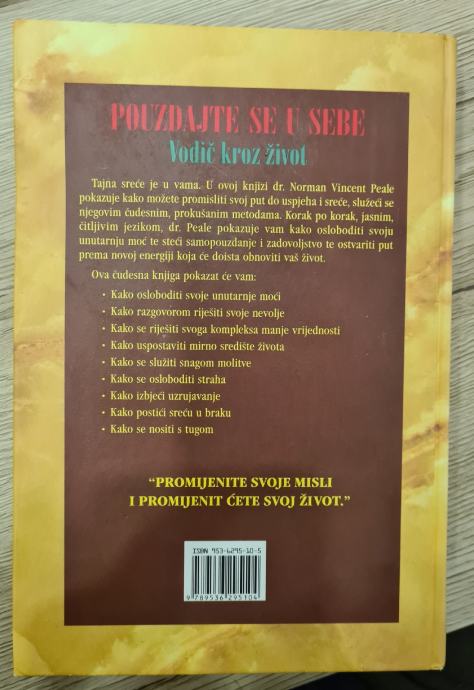 POUZDAJTE SE U SEBE
Vodič kroz život
Tajna sreće je u vama. U ovoj knjizi dr. Norman Vincent Peale
pokazuje kako možete promisliti svoj put do uspjeha i sreće, služeći se
njegovim čudesnim, prokušanim metodama. Korak po korak, jasnim,
čitljivim jezikom, dr. Peale pokazuje vam kako osloboditi svoju
unutarnju moć te steći samopouzdanje i zadovoljstvo te ostvariti put
prema novoj energiji koja će doista obnoviti vaš život.
Ova čudesna knjiga pokazat će vam:
• Kako osloboditi svoje unutarnje moći
• Kako razgovorom riješiti svoje nevolje
• Kako se riješiti svoga kompleksa manje vrijednosti
• Kako uspostaviti mirno središte života
• Kako se služiti snagom molitve
• Kako se osloboditi straha
• Kako izbjeći uzrujavanje
• Kako postići sreću u braku
• Kako se nositi s tugom
“PROMIJENITE SVOJE MISLI
I PROMIJENIT ĆETE SVOJ ŽIVOT.”
ISBN 953-6295-10-5
9 789536 295104